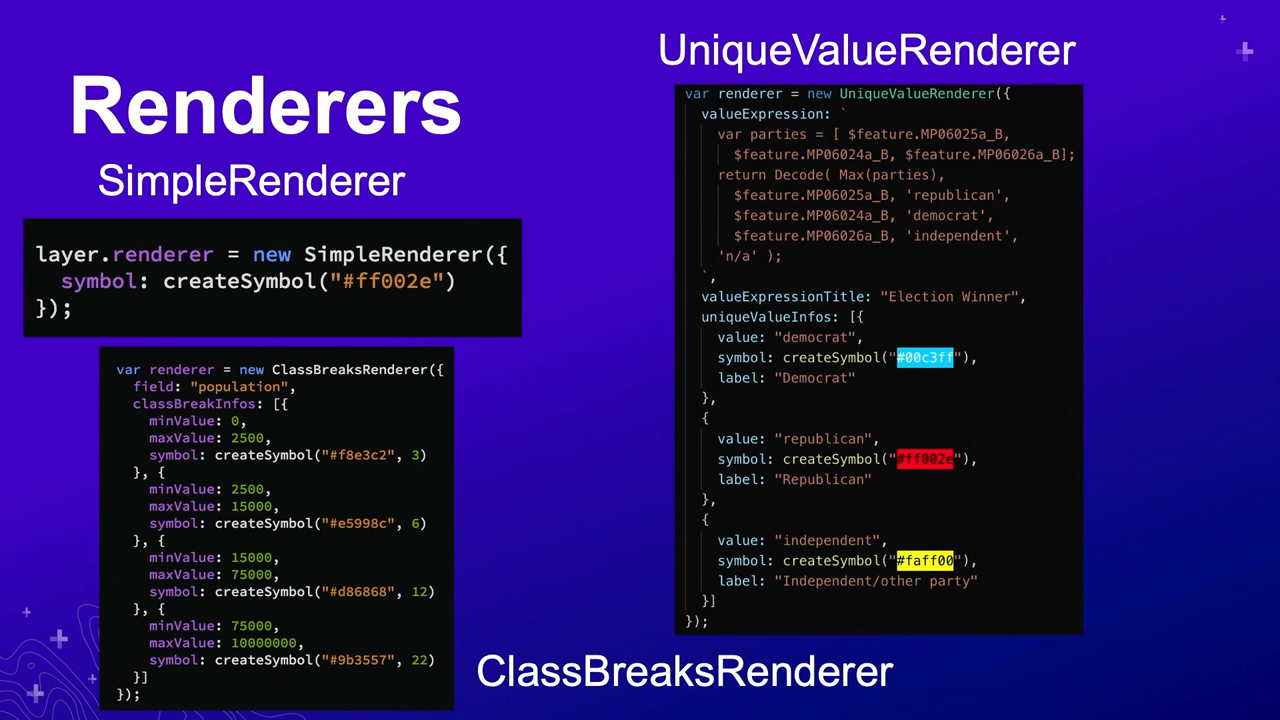 Renderers
SimpleRenderer
layer.renderer = new SimpleRenderer({
  symbol: createSymbol("#ff002e")
});
var renderer = new ClassBreaksRenderer({
  field: "population",
  classBreakInfos: [{
    minValue: 0,
    maxValue: 2500,
    symbol: createSymbol("#f8e3c2", 3)
  }, {
    minValue: 2500,
    maxValue: 15000,
    symbol: createSymbol("#e5998c", 6)
  }, {
    minValue: 15000,
    maxValue: 75000,
    symbol: createSymbol("#d86868", 12)
  }, {
    minValue: 75000,
    maxValue: 10000000,
    symbol: createSymbol("#9b3557", 22)
  }]
});
ClassBreaksRenderer
UniqueValueRenderer
var renderer = new UniqueValueRenderer({
  valueExpression: `
    var parties = [ $feature.MP06025a_B,
      $feature.MP06024a_B, $feature.MP06026a_B];
    return Decode( Max(parties),
      $feature.MP06025a_B, 'republican',
      $feature.MP06024a_B, 'democrat',
      $feature.MP06026a_B, 'independent',
    'n/a' );
  `,
  valueExpressionTitle: "Election Winner",
  uniqueValueInfos: [{
    value: "democrat",
    symbol: createSymbol("#00c3ff"),
    label: "Democrat"
  },
  {
    value: "republican",
    symbol: createSymbol("#ff002e"),
    label: "Republican"
  },
  {
    value: "independent",
    symbol: createSymbol("#faff00"),
    label: "Independent/other party"
  }]
});